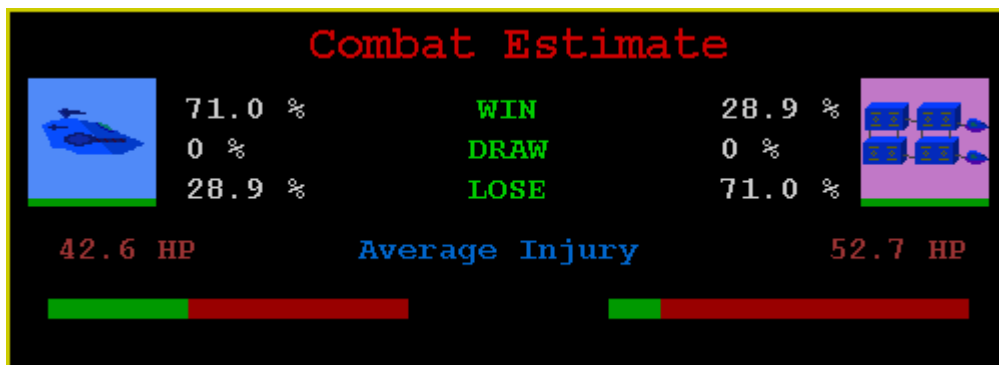 Combat Estimate
71.0 % WIN 28.9 %
0 % DRAW 0 %
28.9 % LOSE 71.0 %
42.6 HP Average Injury 52.7 HP